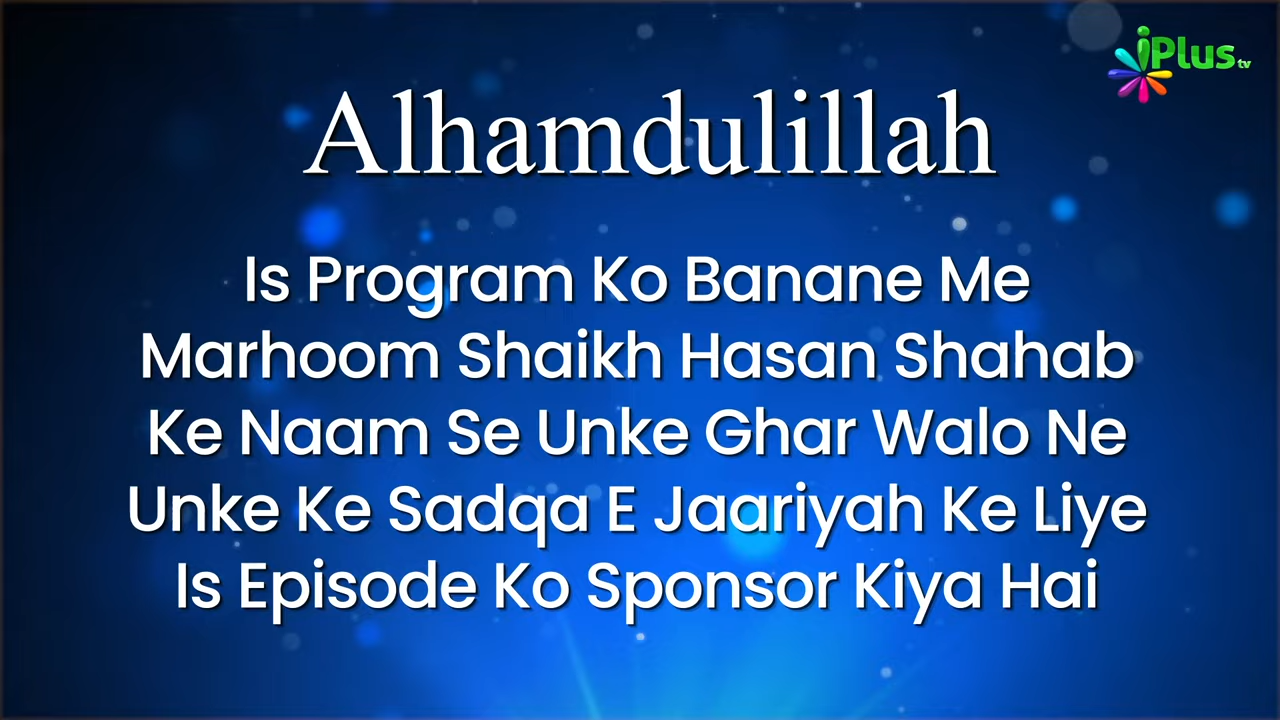 iPlus tv
Alhamdulillah
Is Program Ko Banane Me
Marhoom Shaikh Hasan Shahab
Ke Naam Se Unke Ghar Walo Ne
Unke Ke Sadqa E Jaariyah Ke Liye
Is Episode Ko Sponsor Kiya Hai